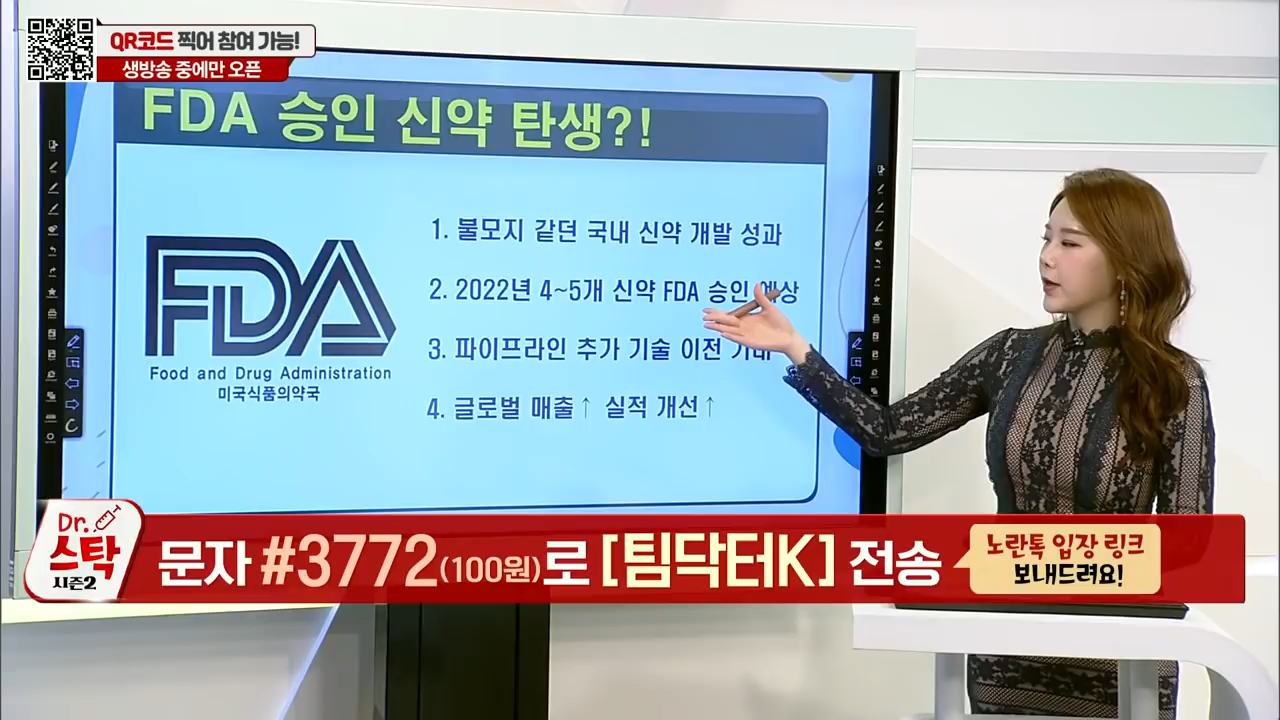 QR코드 찍어 참여 가능!
생방송 중에만 오픈
FDA 승인 신약 탄생?!
FDA
Food and Drug Administration
미국식품의약국
1. 불모지 같던 국내 신약 개발 성과
2. 2022년 4~5개 신약 FDA 승인 예상
3. 파이프라인 추가 기술 이전 기대
4. 글로벌 매출↑ 실적 개선↑
Dr.
스탁
시즌2
문자 #3772(100원)로 [팀닥터K] 전송
노란톡 입장 링크
보내드려요!